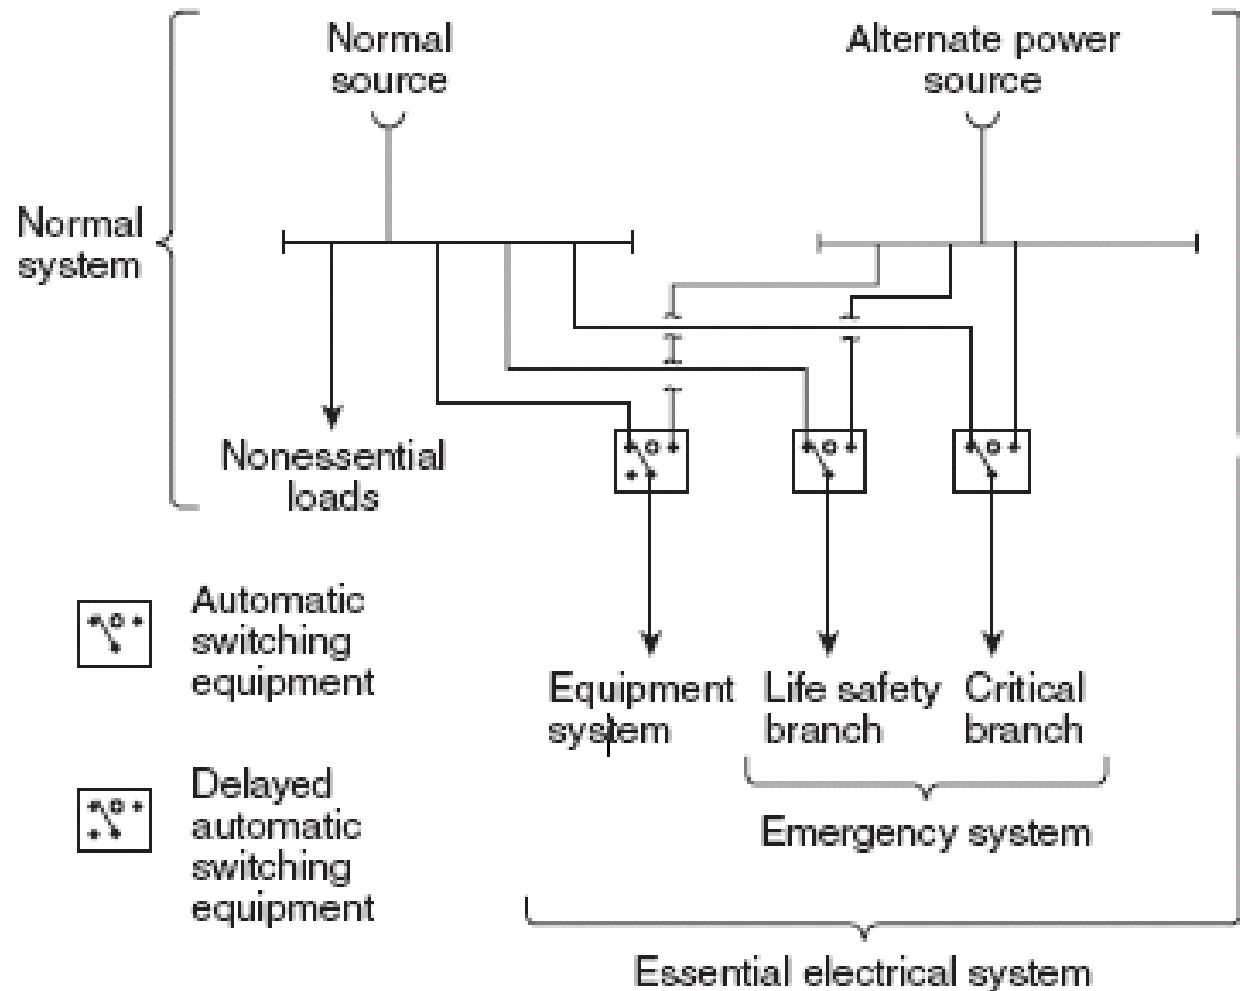 Normal
source
Alternate power
source
Normal
system
Nonessential
loads
Automatic
switching
equipment
Equipment
system
Life safety
branch
Critical
branch
Delayed
automatic
switching
equipment
Emergency system
Essential electrical system